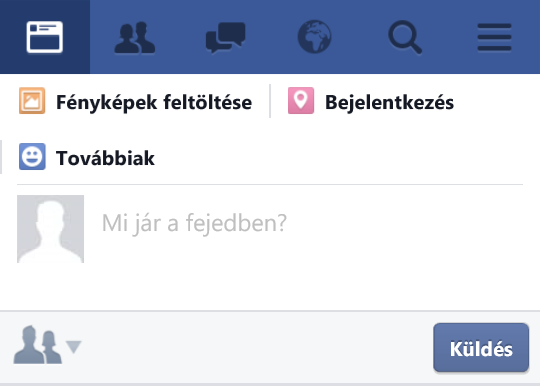 Fényképek feltöltése Bejelentkezés
Továbbiak
Mi jár a fejedben?
Küldés